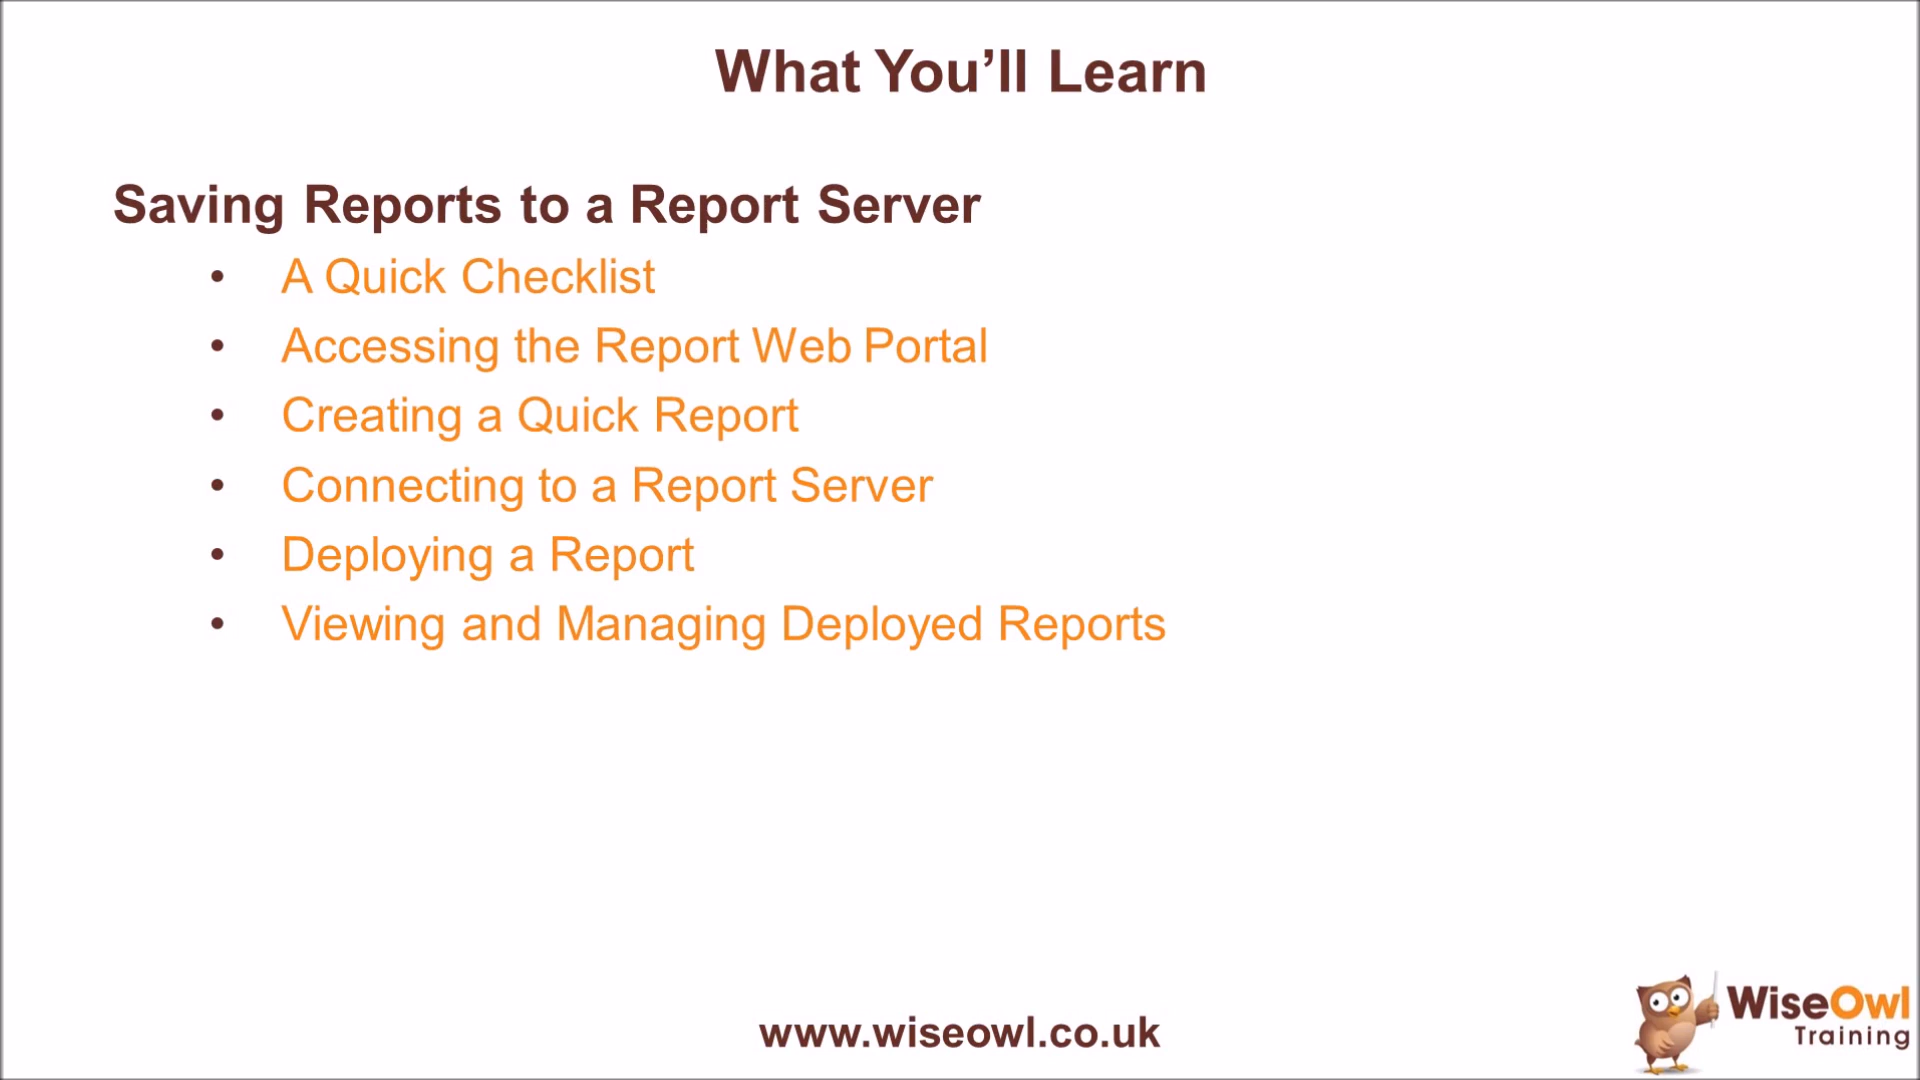 What You’ll Learn
Saving Reports to a Report Server
• A Quick Checklist
• Accessing the Report Web Portal
• Creating a Quick Report
• Connecting to a Report Server
• Deploying a Report
• Viewing and Managing Deployed Reports
www.wiseowl.co.uk
WiseOwl
Training